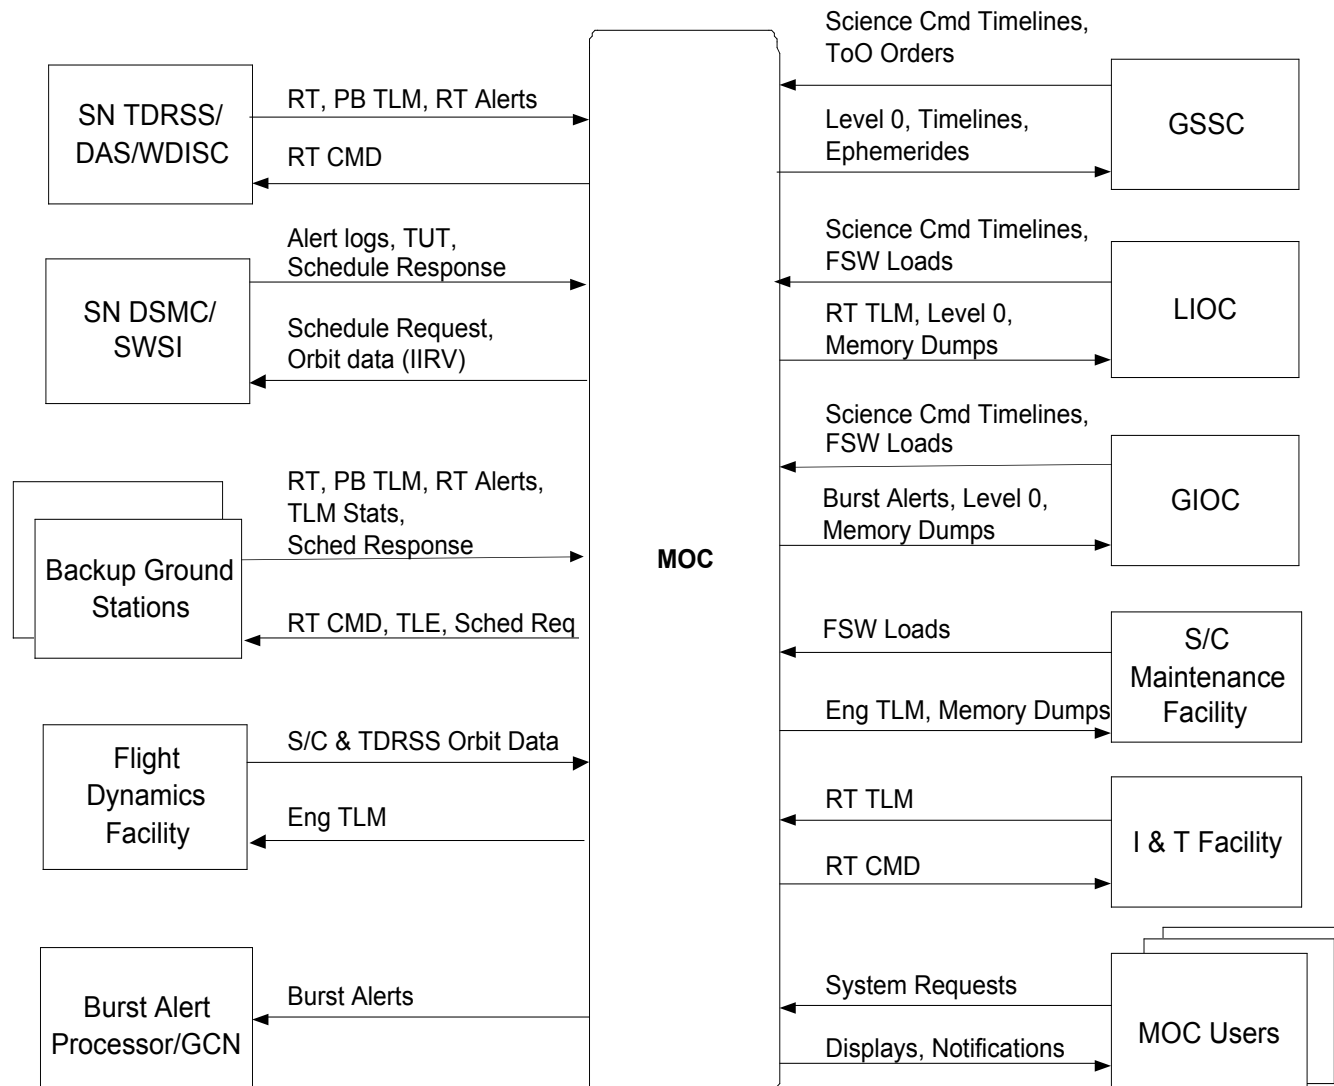 SN TDRSS/
DAS/WDISC
RT, PB TLM, RT Alerts
RT CMD
SN DSMC/
SWSI
Alert logs, TUT,
Schedule Response
Schedule Request,
Orbit data (IIRV)
Backup Ground
Stations
RT, PB TLM, RT Alerts,
TLM Stats,
Sched Response
RT CMD, TLE, Sched Req
Flight
Dynamics
Facility
S/C & TDRSS Orbit Data
Eng TLM
Burst Alert
Processor/GCN
Burst Alerts
MOC
Science Cmd Timelines,
ToO Orders
Level 0, Timelines,
Ephemerides
GSSC
Science Cmd Timelines,
FSW Loads
RT TLM, Level 0,
Memory Dumps
LIOC
Science Cmd Timelines,
FSW Loads
Burst Alerts, Level 0,
Memory Dumps
GIOC
FSW Loads
Eng TLM, Memory Dumps
S/C
Maintenance
Facility
RT TLM
RT CMD
I & T Facility
System Requests
Displays, Notifications
MOC Users